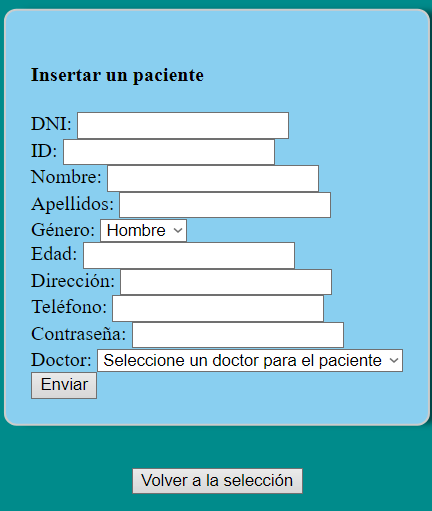 Insertar un paciente
DNI:
ID:
Nombre:
Apellidos:
Género: Hombre
Edad:
Dirección:
Teléfono:
Contraseña:
Doctor: Seleccione un doctor para el paciente
Enviar
Volver a la selección